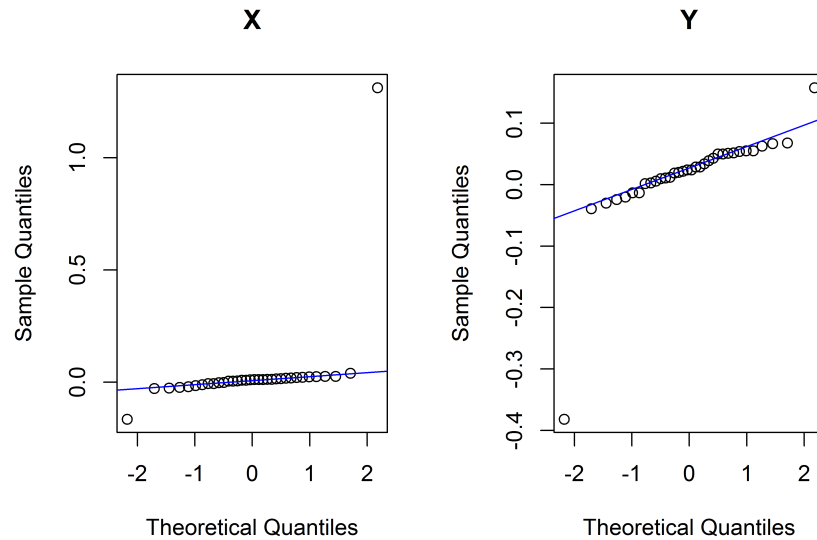 X
Y
Sample Quantiles
1.0
0.5
0.0
-2 -1 0 1 2
Theoretical Quantiles
Sample Quantiles
0.1
0.0
-0.1
-0.2
-0.3
-0.4
-2 -1 0 1 2
Theoretical Quantiles